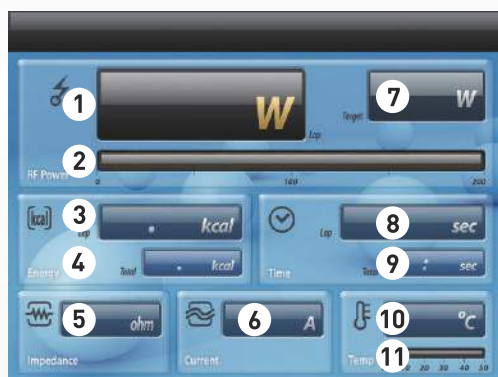 1
W
Lap
7
Target
W
2
RF Power
0
100
200
[kcal]
3
Lap
. kcal
4
Energy
Total
. kcal
8
Lap
sec
9
Time
: sec
5
ohm
Impedance
6
A
Current
10
°C
11
Temp
20 30 40 50